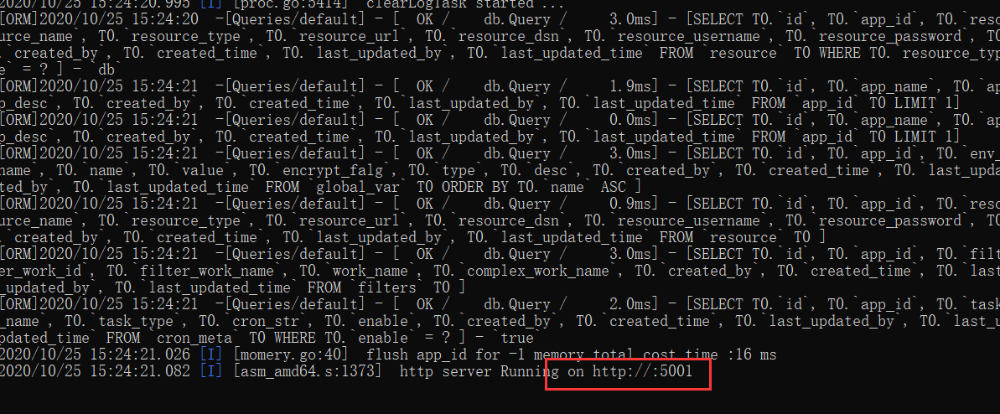 2020/10/25 15:24:20.995 [I] [proc.go:5414]  clearLogTask started ...
[ORM]2020/10/25 15:24:20  -[Queries/default] - [  OK /    db.Query /     3.0ms] - [SELECT T0.`id`, T0.`app_id`, T0.`reso
urce_name`, T0.`resource_type`, T0.`resource_url`, T0.`resource_dsn`, T0.`resource_username`, T0.`resource_password`, T0
.`created_by`, T0.`created_time`, T0.`last_updated_by`, T0.`last_updated_time` FROM `resource` T0 WHERE T0.`resource_typ
e` = ? ] - `db`
[ORM]2020/10/25 15:24:21  -[Queries/default] - [  OK /    db.Query /     1.9ms] - [SELECT T0.`id`, T0.`app_name`, T0.`ap
p_desc`, T0.`created_by`, T0.`created_time`, T0.`last_updated_by`, T0.`last_updated_time` FROM `app_id` T0 LIMIT 1]
[ORM]2020/10/25 15:24:21  -[Queries/default] - [  OK /    db.Query /     0.0ms] - [SELECT T0.`id`, T0.`app_name`, T0.`ap
p_desc`, T0.`created_by`, T0.`created_time`, T0.`last_updated_by`, T0.`last_updated_time` FROM `app_id` T0 LIMIT 1]
[ORM]2020/10/25 15:24:21  -[Queries/default] - [  OK /    db.Query /     3.0ms] - [SELECT T0.`id`, T0.`app_id`, T0.`env_
name`, T0.`name`, T0.`value`, T0.`encrypt_falg`, T0.`type`, T0.`desc`, T0.`created_by`, T0.`created_time`, T0.`last_upda
ted_by`, T0.`last_updated_time` FROM `global_var` T0 ORDER BY T0.`name` ASC ]
[ORM]2020/10/25 15:24:21  -[Queries/default] - [  OK /    db.Query /     0.9ms] - [SELECT T0.`id`, T0.`app_id`, T0.`reso
urce_name`, T0.`resource_type`, T0.`resource_url`, T0.`resource_dsn`, T0.`resource_username`, T0.`resource_password`, T0
.`created_by`, T0.`created_time`, T0.`last_updated_by`, T0.`last_updated_time` FROM `resource` T0 ]
[ORM]2020/10/25 15:24:21  -[Queries/default] - [  OK /    db.Query /     3.0ms] - [SELECT T0.`id`, T0.`app_id`, T0.`filt
er_work_id`, T0.`filter_work_name`, T0.`work_name`, T0.`complex_work_name`, T0.`created_by`, T0.`created_time`, T0.`last
_updated_by`, T0.`last_updated_time` FROM `filters` T0 ]
[ORM]2020/10/25 15:24:21  -[Queries/default] - [  OK /    db.Query /     2.0ms] - [SELECT T0.`id`, T0.`app_id`, T0.`task
_name`, T0.`task_type`, T0.`cron_str`, T0.`enable`, T0.`created_by`, T0.`created_time`, T0.`last_updated_by`, T0.`last_u
pdated_time` FROM `cron_meta` T0 WHERE T0.`enable` = ? ] - `true`
2020/10/25 15:24:21.026 [I] [momery.go:40]  flush app_id for -1 memory total cost time :16 ms
2020/10/25 15:24:21.082 [I] [asm_amd64.s:1373]  http server Running on http://:5001